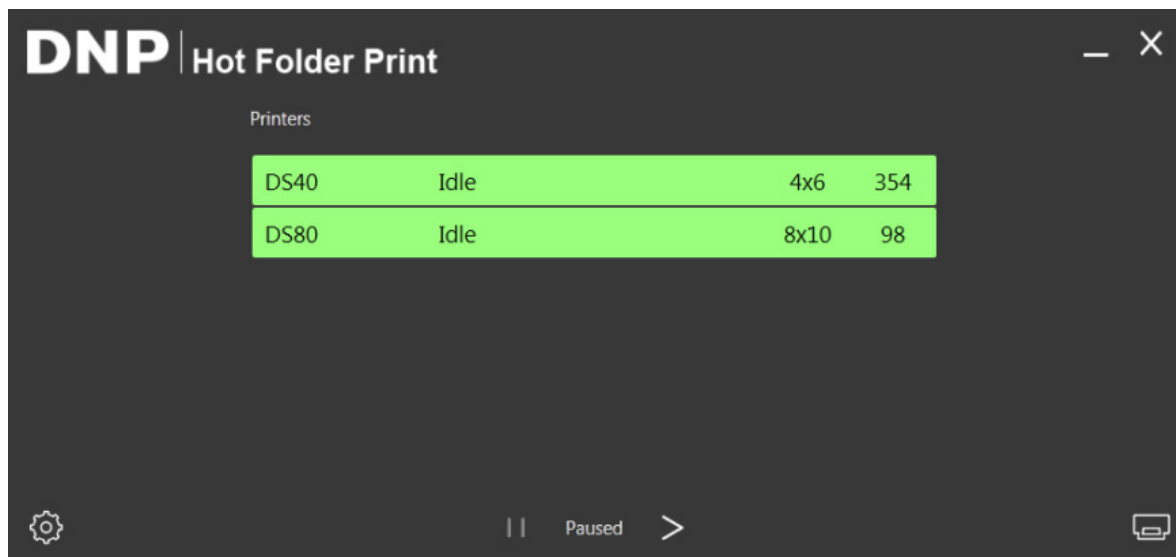 DNP Hot Folder Print
Printers
DS40 Idle 4x6 354
DS80 Idle 8x10 98
Paused